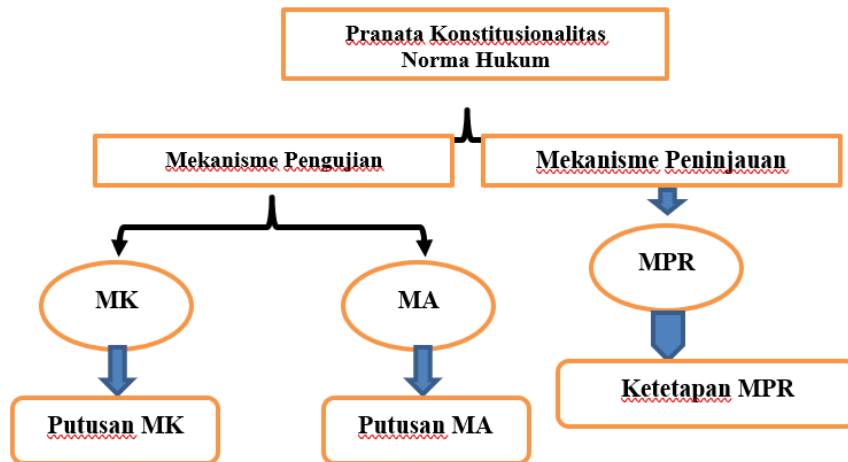 Pranata Konstitusionalitas
Norma Hukum
Mekanisme Pengujian
Mekanisme Peninjauan
MK
MA
MPR
Putusan MK
Putusan MA
Ketetapan MPR